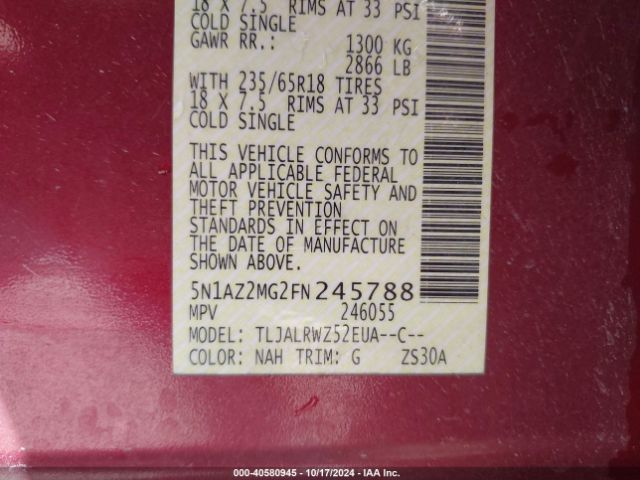 18 X 7.5 RIMS AT 33 PSI
COLD SINGLE
GAWR RR.: 1300 KG
2866 LB
WITH 235/65R18 TIRES
18 X 7.5 RIMS AT 33 PSI
COLD SINGLE
THIS VEHICLE CONFORMS TO
ALL APPLICABLE FEDERAL
MOTOR VEHICLE SAFETY AND
THEFT PREVENTION
STANDARDS IN EFFECT ON
THE DATE OF MANUFACTURE
SHOWN ABOVE.
5N1AZ2MG2FN245788
MPV 246055
MODEL: TLJALRWZ52EUA--C--
COLOR: NAH TRIM: G ZS30A
000-40580945 - 10/17/2024 - IAA Inc.